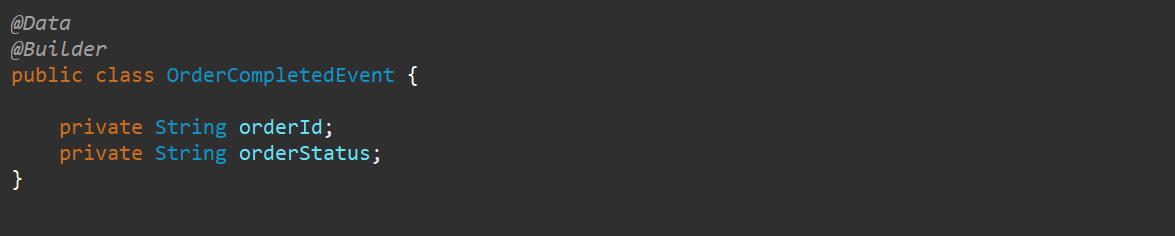 @Data
@Builder
public class OrderCompletedEvent {
    private String orderId;
    private String orderStatus;
}